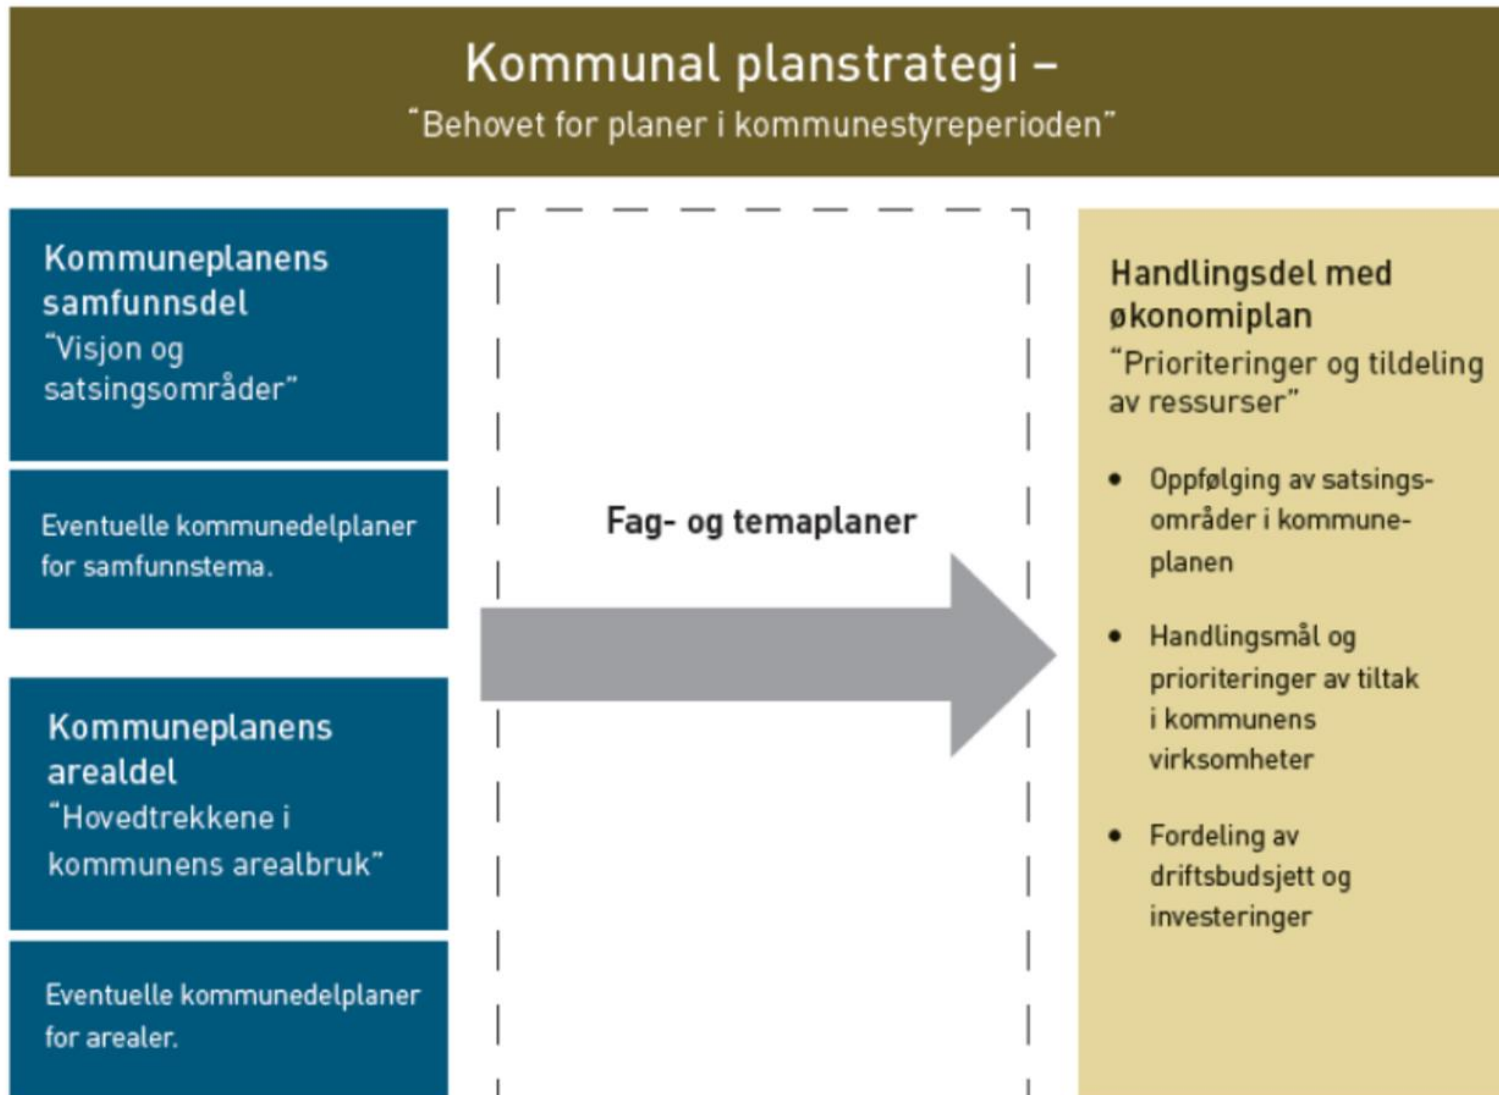 Kommunal planstrategi –
“Behovet for planer i kommunestyreperioden”
Kommuneplanens
samfunnsdel
“Visjon og
satsingsområder”
Eventuelle kommunedelplaner
for samfunnstema.
Kommuneplanens
arealdel
“Hovedtrekkene i
kommunens arealbruk”
Eventuelle kommunedelplaner
for arealer.
Fag- og temaplaner
Handlingsdel med
økonomiplan
“Prioriteringer og tildeling
av ressurser”
• Oppfølging av satsings-
områder i kommune-
planen
• Handlingsmål og
prioriteringer av tiltak
i kommunens
virksomheter
• Fordeling av
driftsbudsjett og
investeringer